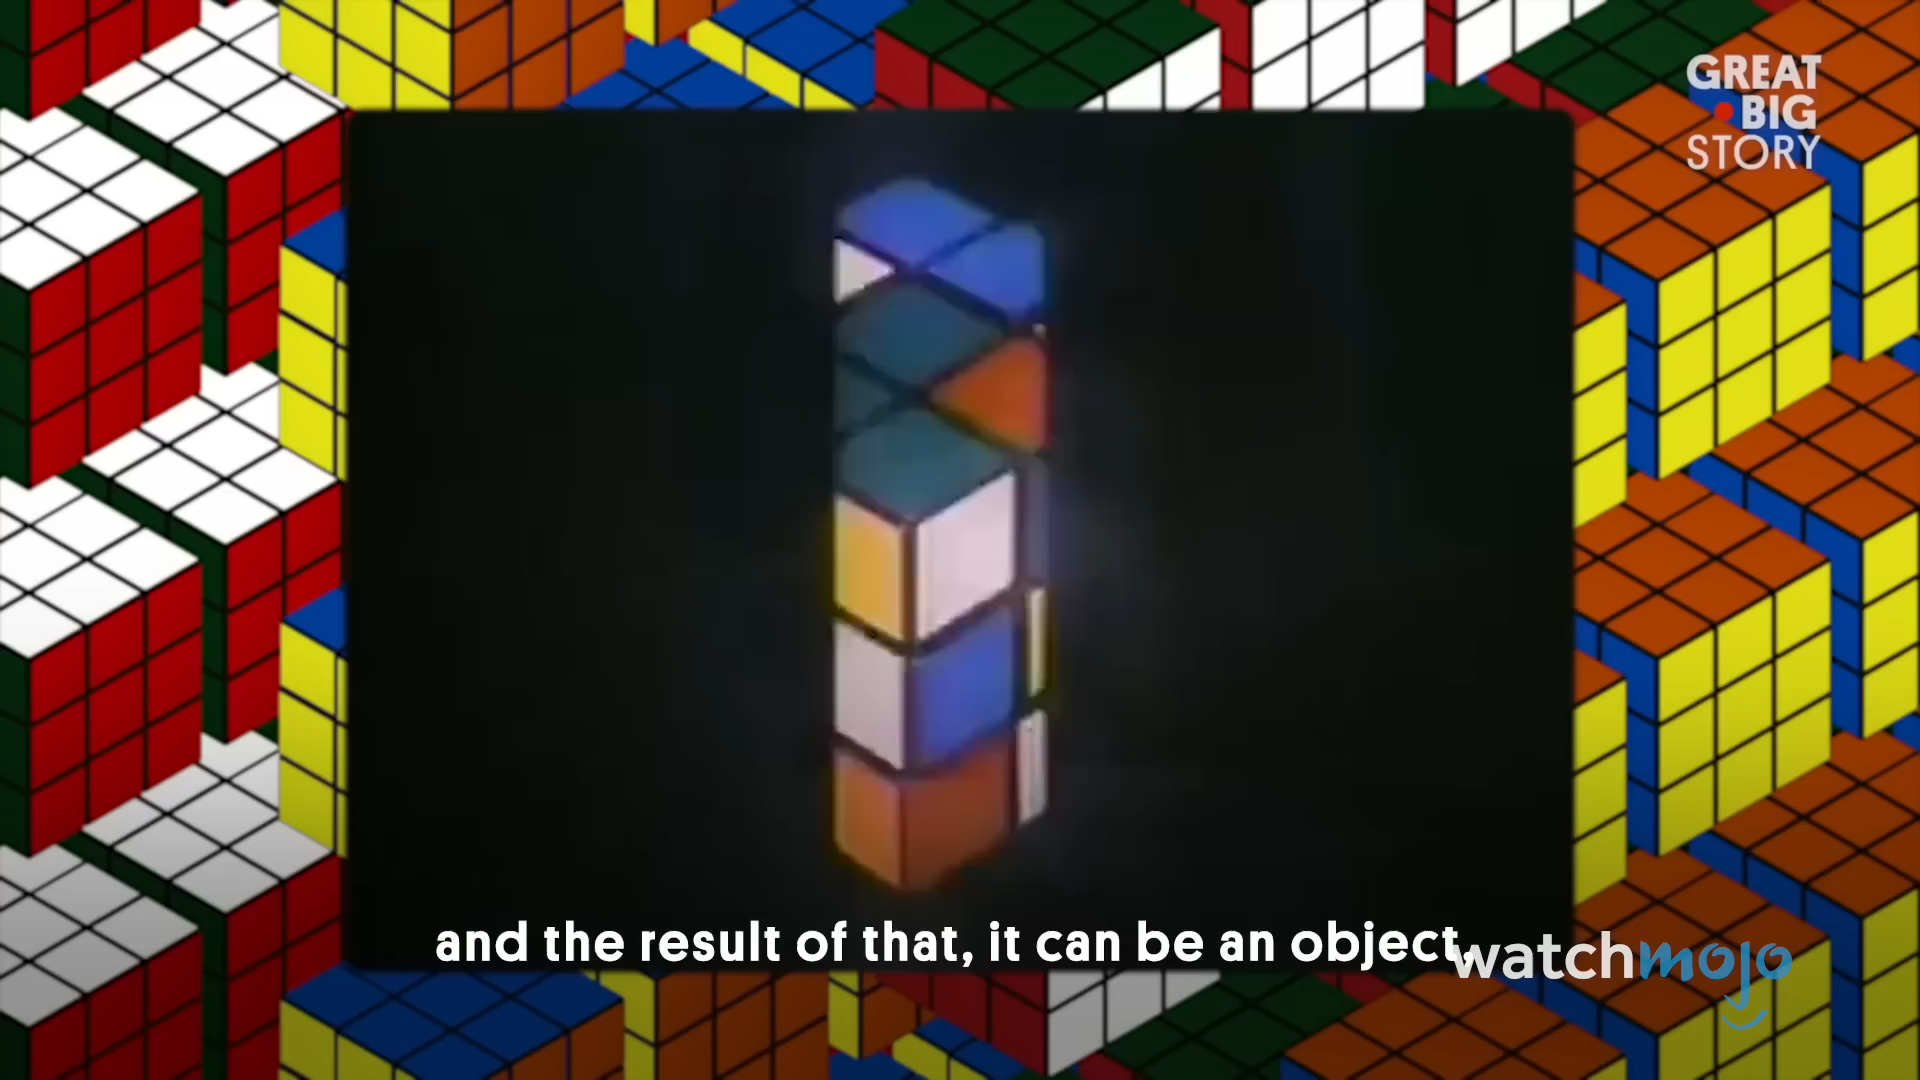 GREAT
BIG
STORY
and the result of that, it can be an object,
watchmojo